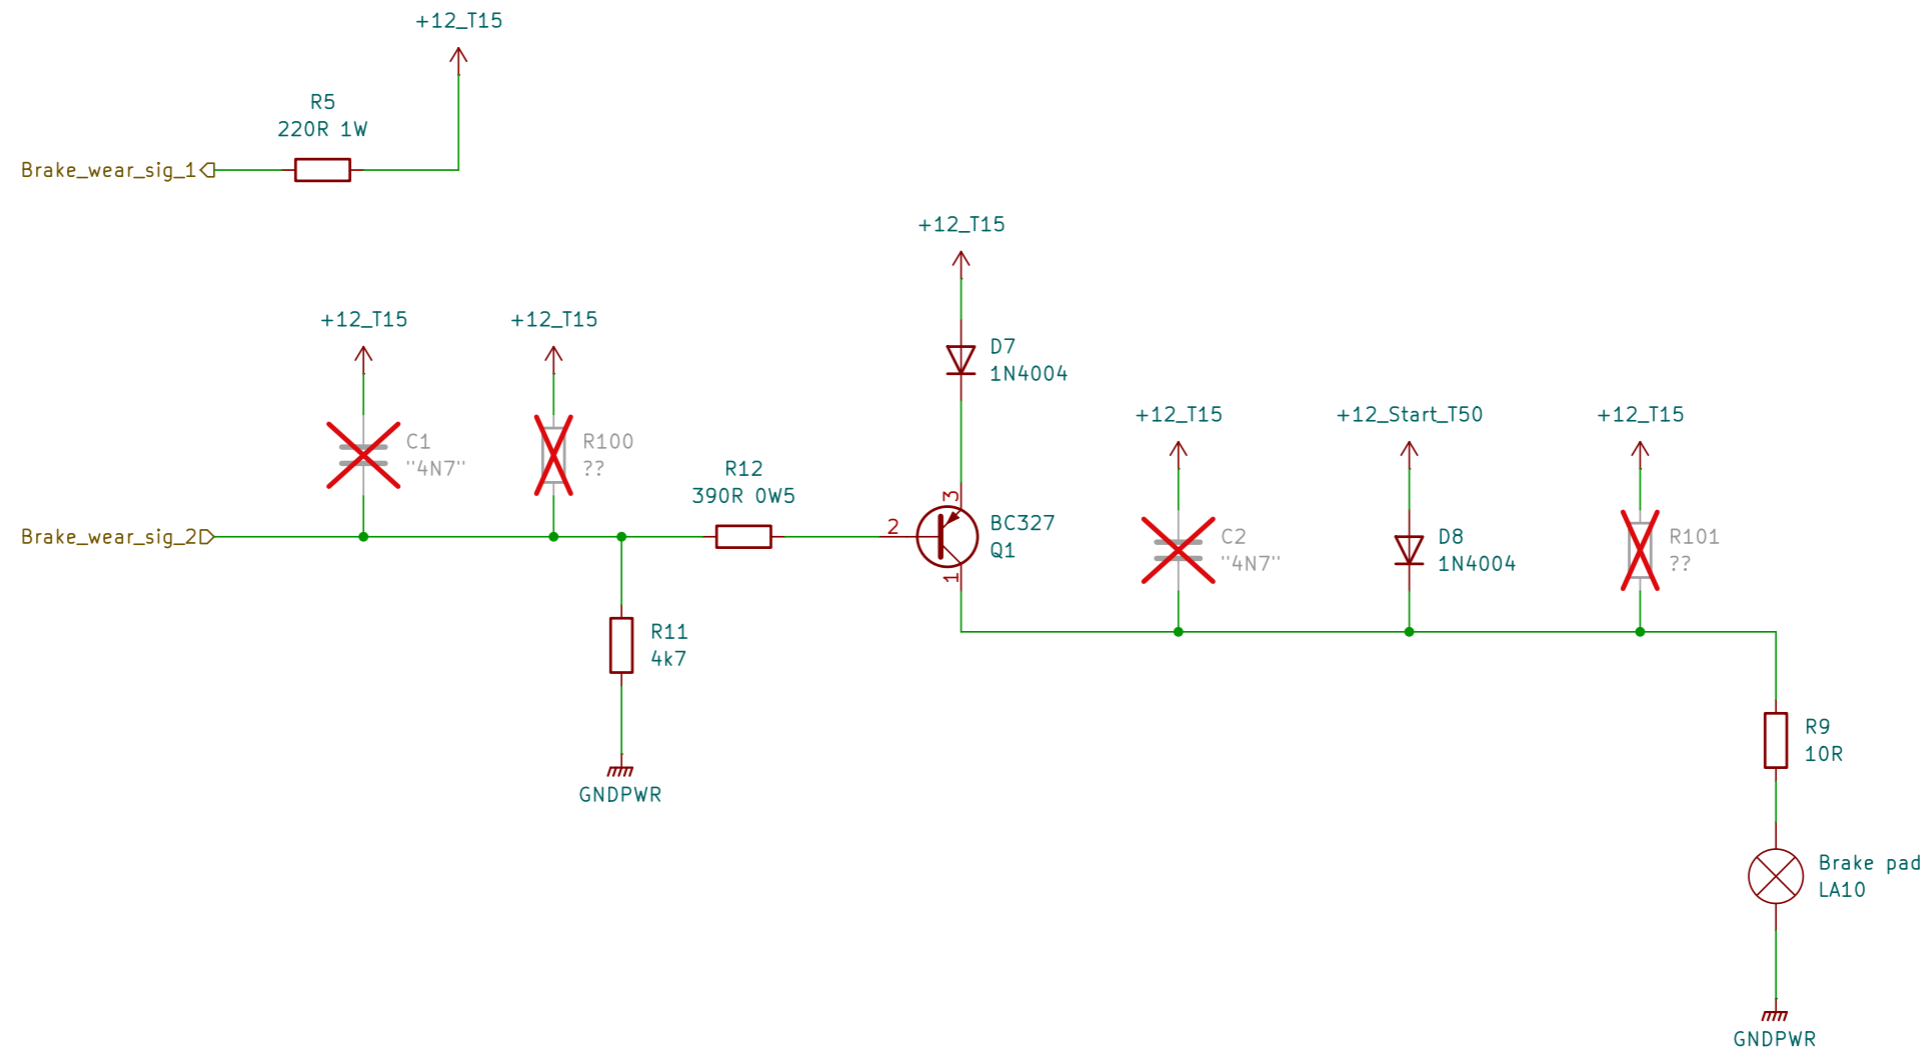 +12_T15
R5
220R 1W
Brake_wear_sig_1
+12_T15
+12_T15
+12_T15
D7
1N4004
C1
"4N7"
R100
??
R12
390R 0W5
Brake_wear_sig_2
2
3
1
BC327
Q1
+12_T15
+12_Start_T50
+12_T15
C2
"4N7"
D8
1N4004
R101
??
R11
4k7
GNDPWR
R9
10R
Brake pad
LA10
GNDPWR